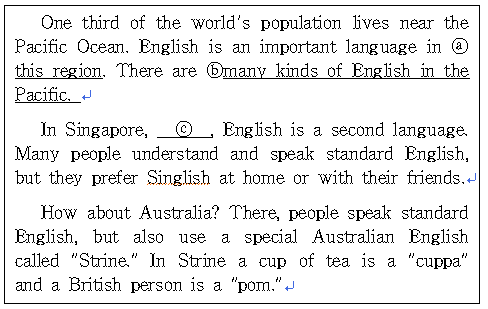 One third of the world's population lives near the
Pacific Ocean. English is an important language in ⓐ
this region. There are ⓑmany kinds of English in the
Pacific. ↵
In Singapore, ⓒ , English is a second language.
Many people understand and speak standard English,
but they prefer Singlish at home or with their friends.↵
How about Australia? There, people speak standard
English, but also use a special Australian English
called "Strine." In Strine a cup of tea is a "cuppa"
and a British person is a "pom."↵